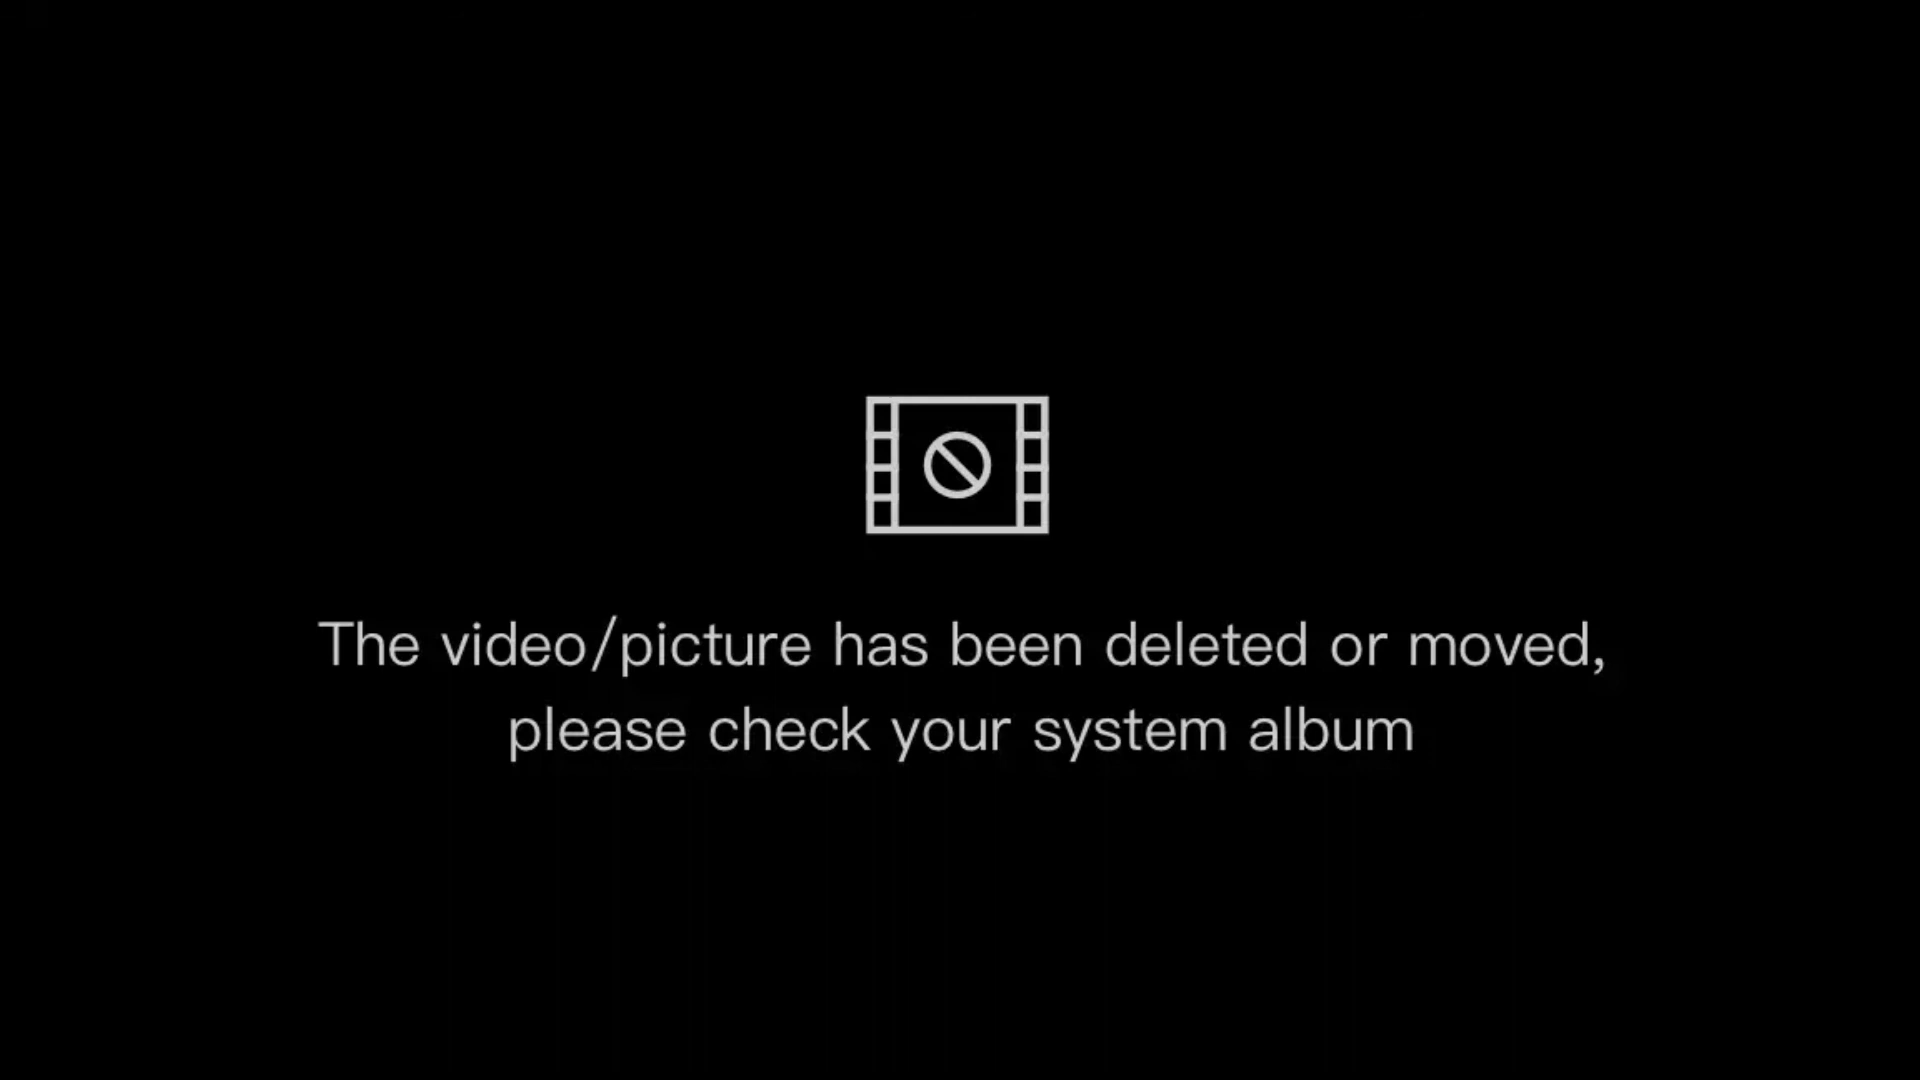 The video/picture has been deleted or moved,
please check your system album